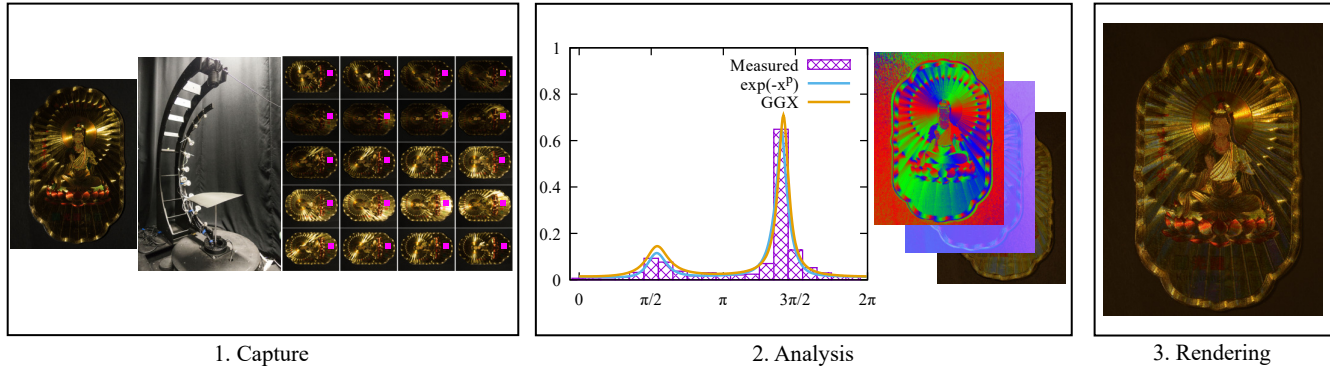 1
0.8
0.6
0.4
0.2
0
0
π/2
π
3π/2
2π
Measured
exp(-x^p)
GGX
1. Capture
2. Analysis
3. Rendering